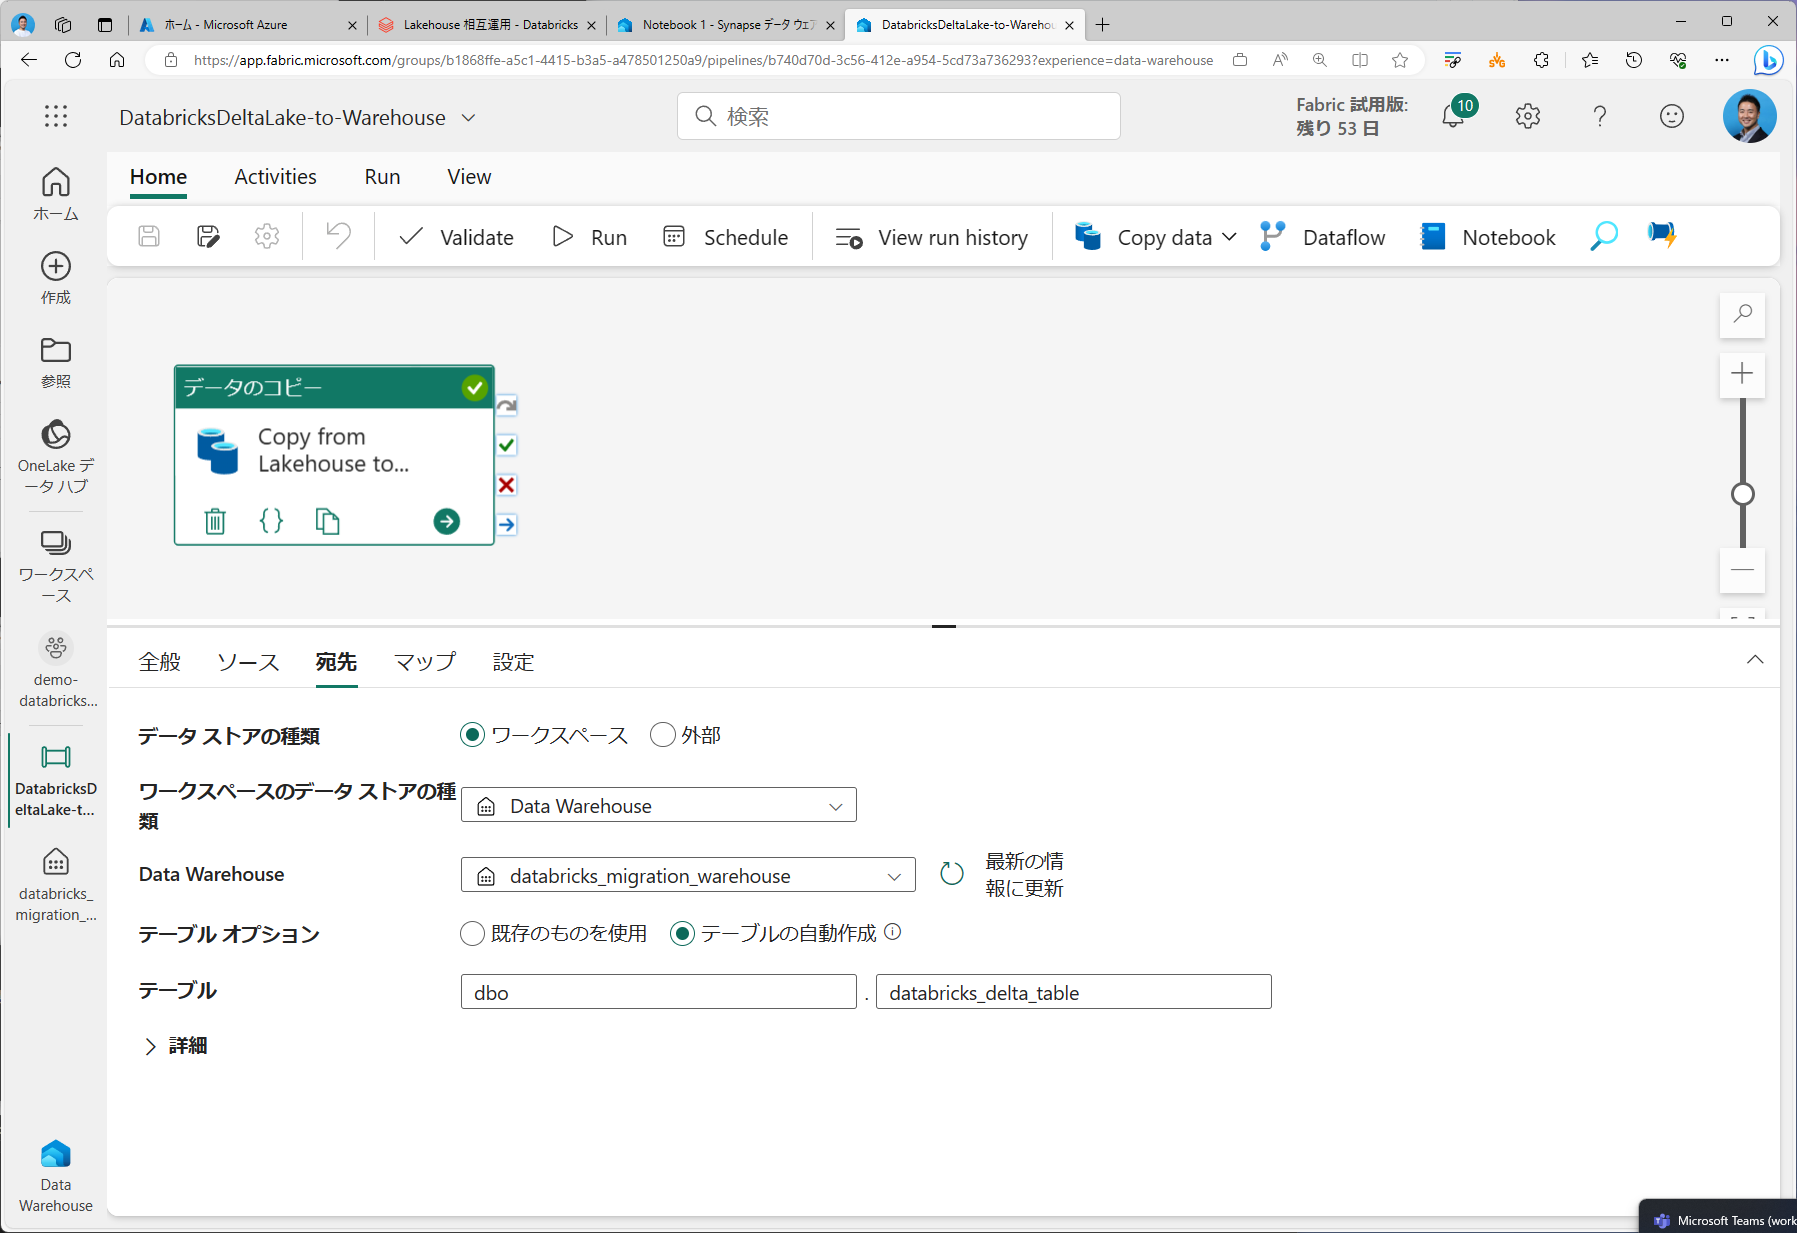 ホーム - Microsoft Azure
Lakehouse 相互運用 - Databricks
Notebook 1 - Synapse データ ウェア
DatabricksDeltaLake-to-Warehou
https://app.fabric.microsoft.com/groups/b1868ffe-a5c1-4415-b3a5-a478501250a9/pipelines/b740d70d-3c56-412e-a954-5cd73a736293?experience=data-warehouse
DatabricksDeltaLake-to-Warehouse
検索
Fabric 試用版:
残り 53 日
10
Home
Activities
Run
View
Validate
Run
Schedule
View run history
Copy data
Dataflow
Notebook
ホーム
作成
参照
OneLake デ
ータ ハブ
ワークスペ
ース
demo-
databricks...
DatabricksD
eltaLake-t...
databricks_
migration_...
Data
Warehouse
データのコピー
Copy from
Lakehouse to...
全般
ソース
宛先
マップ
設定
データ ストアの種類
ワークスペース
外部
ワークスペースのデータ ストアの種
類
Data Warehouse
Data Warehouse
databricks_migration_warehouse
最新の情
報に更新
テーブル オプション
既存のものを使用
テーブルの自動作成
テーブル
dbo
.
databricks_delta_table
詳細
Microsoft Teams (work